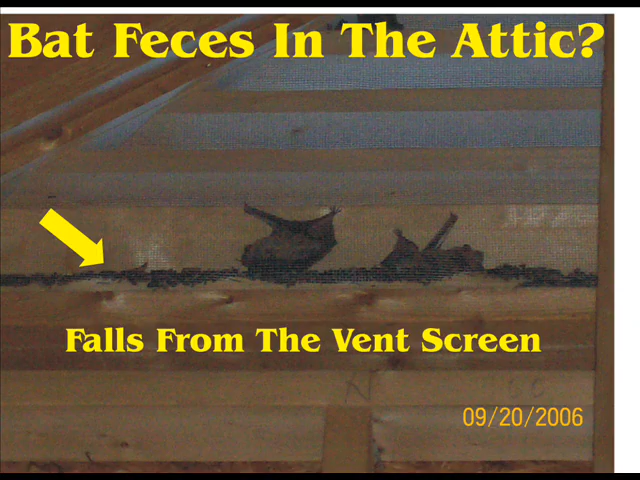 Bat Feces In The Attic?
Falls From The Vent Screen
09/20/2006